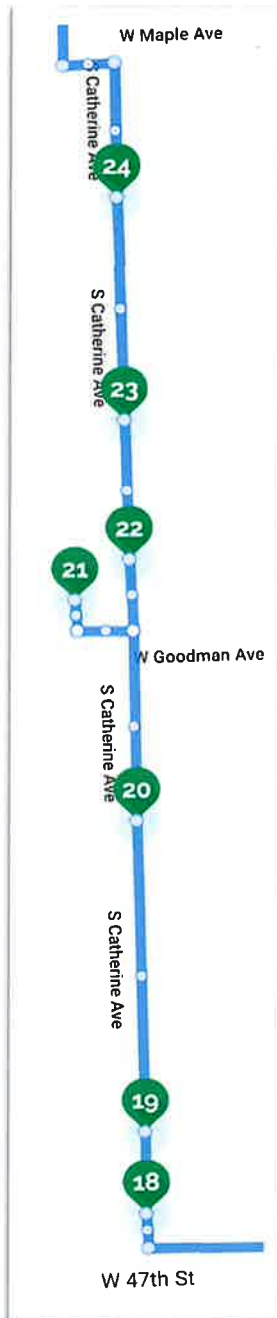 W Maple Ave
S Catherine Ave
24
S Catherine Ave
23
22
21
W Goodman Ave
S Catherine Ave
20
S Catherine Ave
19
18
W 47th St